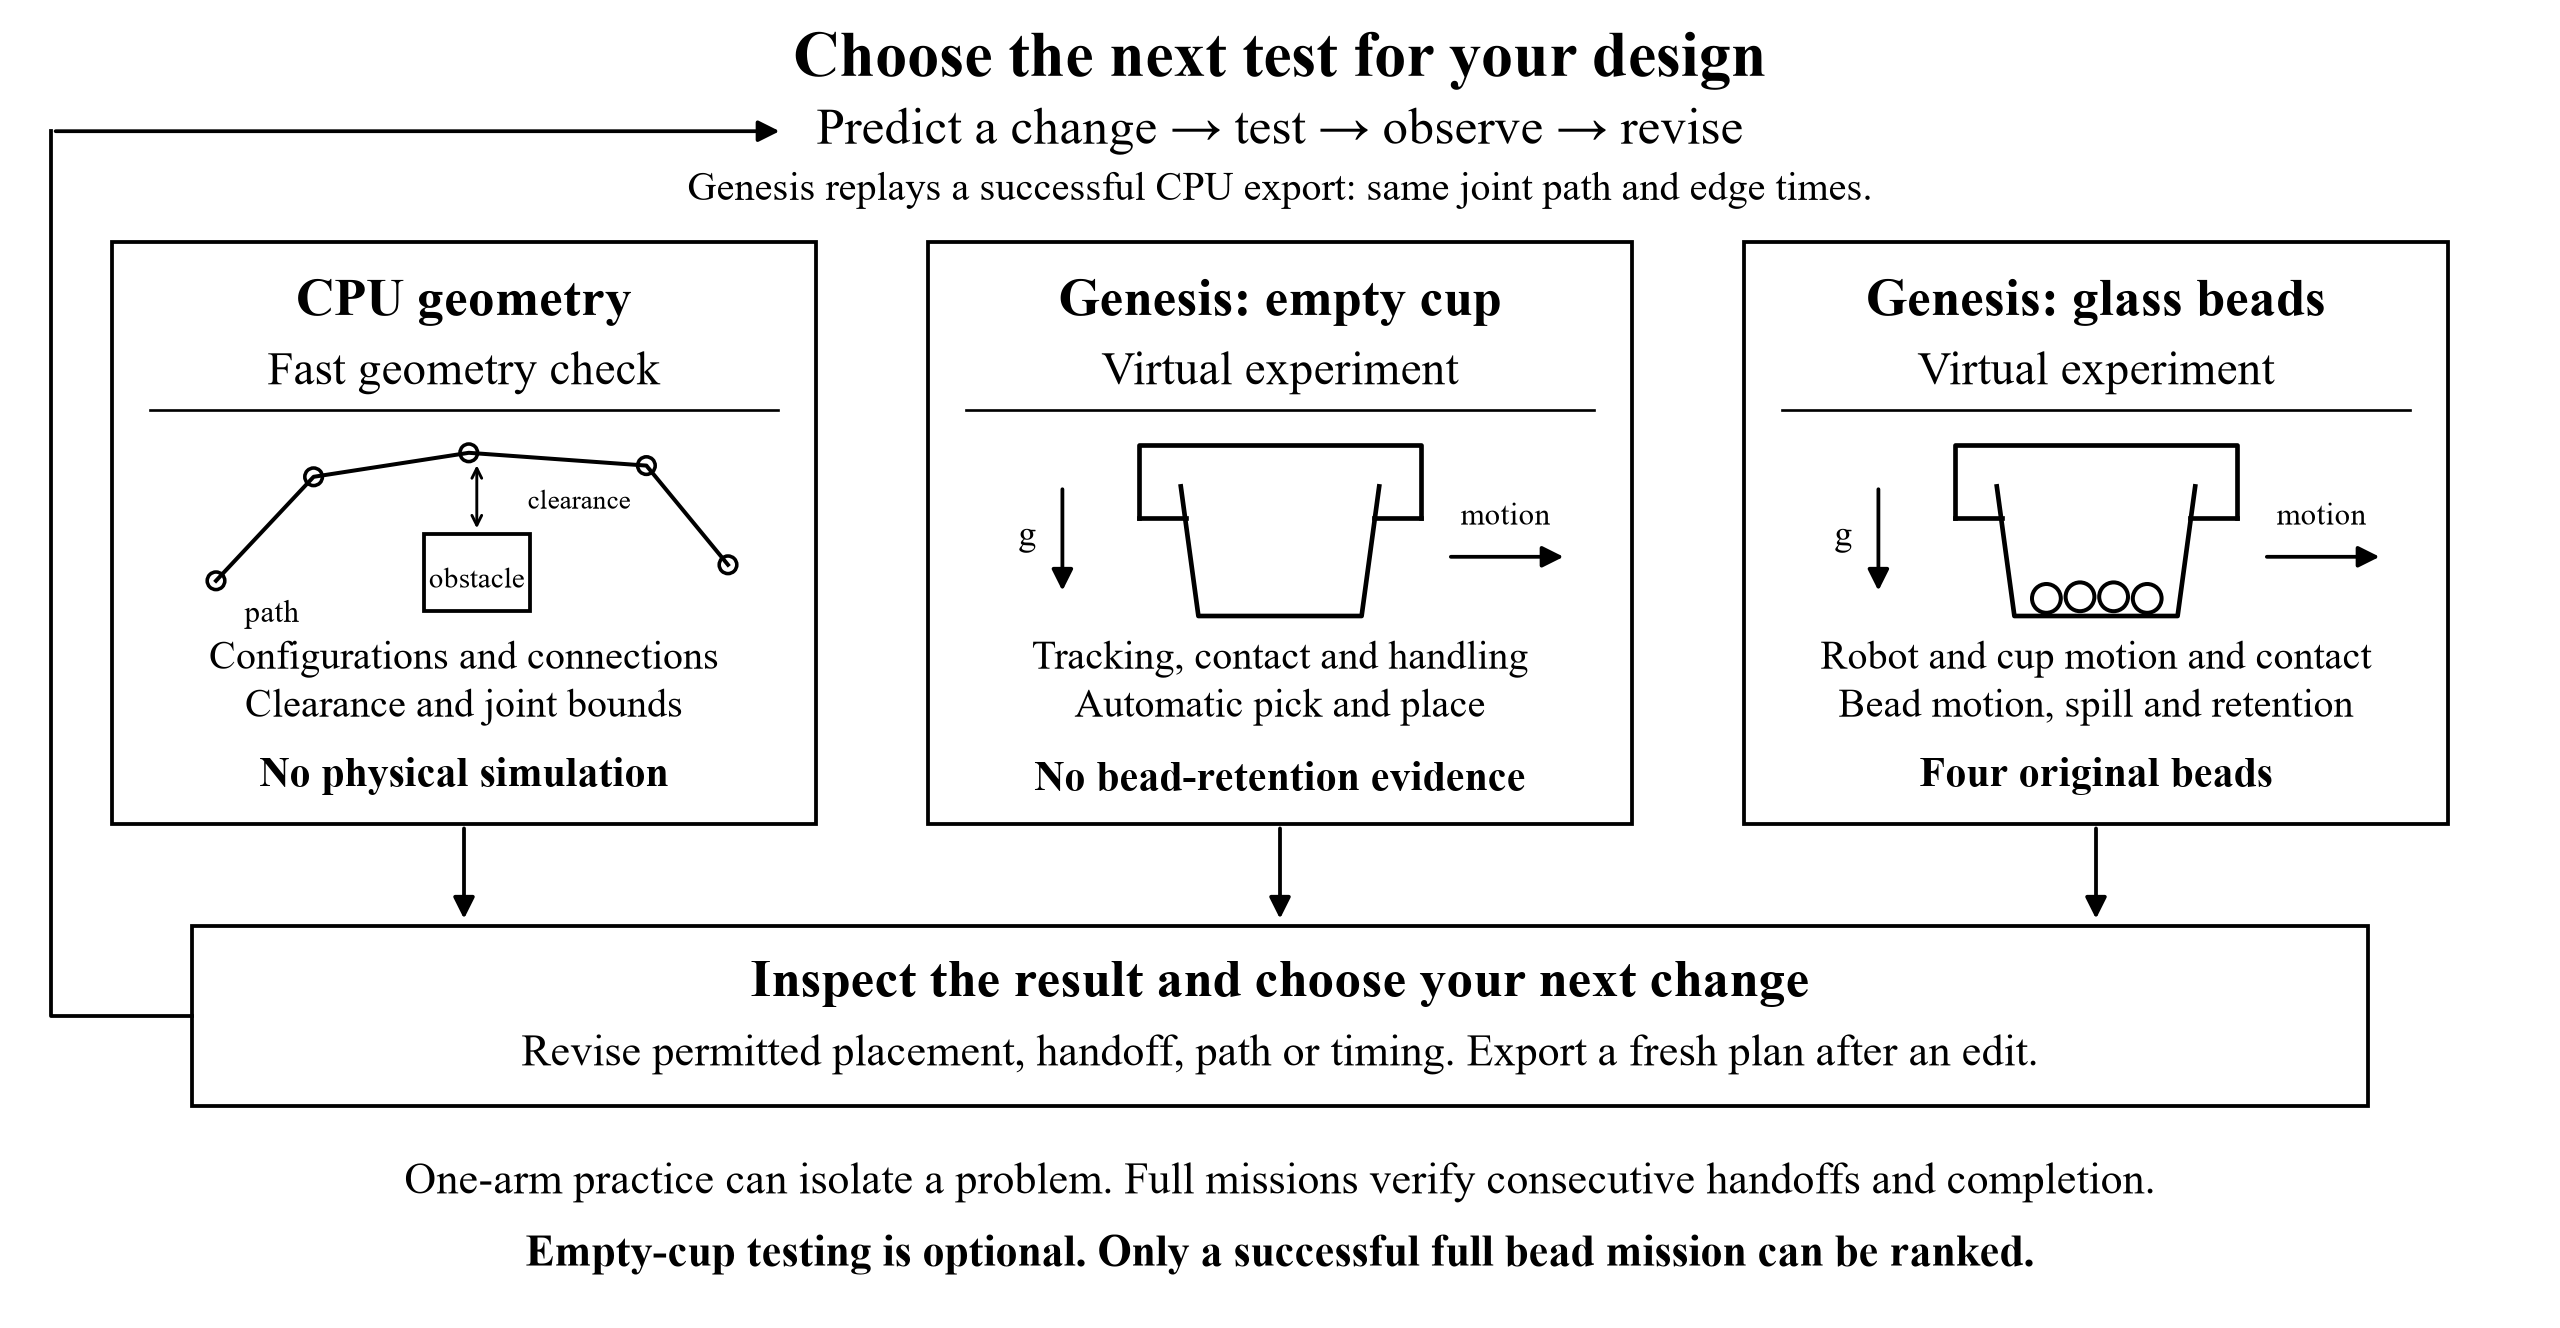 Choose the next test for your design
Predict a change → test → observe → revise
Genesis replays a successful CPU export: same joint path and edge times.
CPU geometry
Fast geometry check
clearance
obstacle
path
Configurations and connections
Clearance and joint bounds
No physical simulation
Genesis: empty cup
Virtual experiment
g
motion
Tracking, contact and handling
Automatic pick and place
No bead-retention evidence
Genesis: glass beads
Virtual experiment
g
motion
Robot and cup motion and contact
Bead motion, spill and retention
Four original beads
Inspect the result and choose your next change
Revise permitted placement, handoff, path or timing. Export a fresh plan after an edit.
One-arm practice can isolate a problem. Full missions verify consecutive handoffs and completion.
Empty-cup testing is optional. Only a successful full bead mission can be ranked.